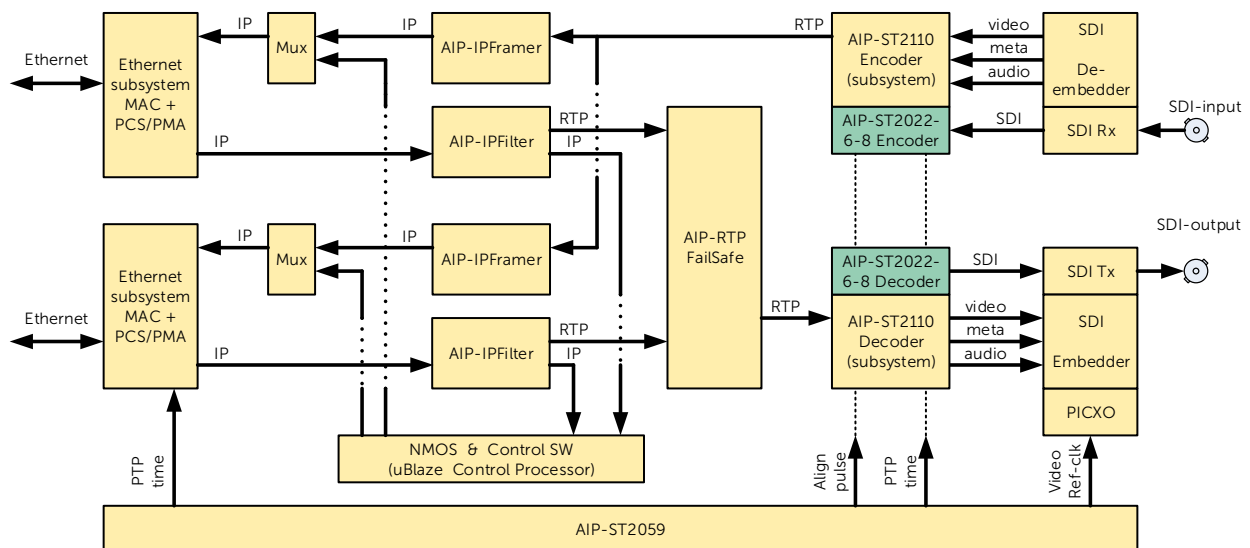 Ethernet
Ethernet
subsystem
MAC +
PCS/PMA
IP
Mux
IP
AIP-IPFramer
RTP
AIP-ST2110
Encoder
(subsystem)
video
meta
audio
SDI
De-
embedder
AIP-ST2022-
6-8 Encoder
SDI
SDI Rx
SDI-input
IP
AIP-IPFilter
RTP
IP
AIP-RTP
FailSafe
Ethernet
Ethernet
subsystem
MAC +
PCS/PMA
IP
Mux
IP
AIP-IPFramer
IP
AIP-IPFilter
RTP
IP
RTP
AIP-ST2022-
6-8 Decoder
SDI
SDI Tx
SDI-output
AIP-ST2110
Decoder
(subsystem)
video
meta
audio
SDI
Embedder
PICXO
NMOS & Control SW
(uBlaze Control Processor)
PTP
time
Align
pulse
PTP
time
Video
Ref-clk
AIP-ST2059